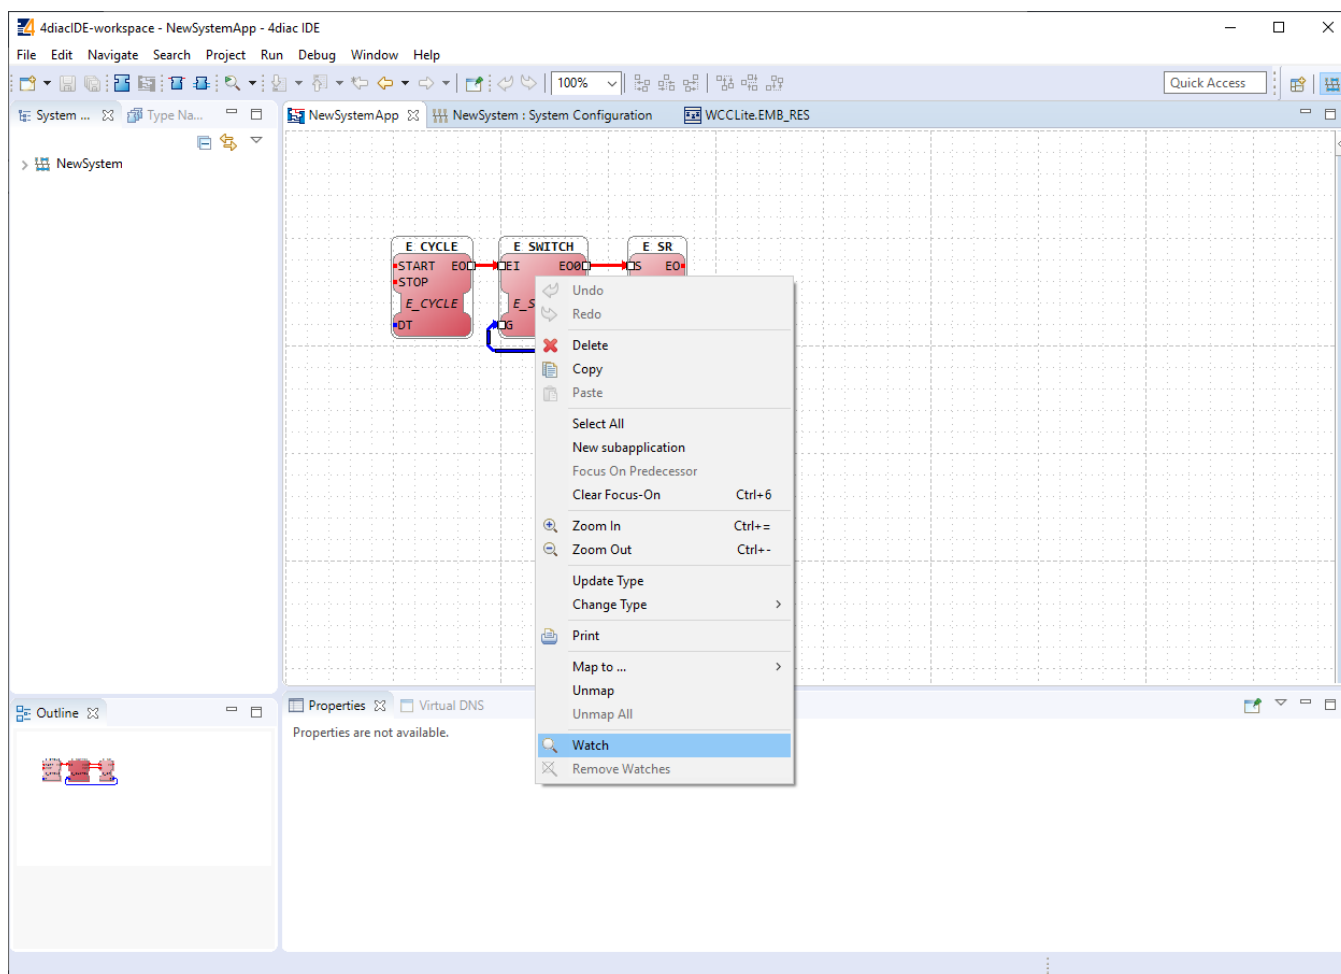 4diacIDE-workspace - NewSystemApp - 4diac IDE
File Edit Navigate Search Project Run Debug Window Help
100%
Quick Access
System ...
Type Na...
NewSystemApp
NewSystem : System Configuration
WCCLite.EMB_RES
NewSystem
E_CYCLE
START EO
STOP
E_CYCLE
DT
E_SWITCH
EI EO0
E_S
G
E_SR
S EO
Undo
Redo
Delete
Copy
Paste
Select All
New subapplication
Focus On Predecessor
Clear Focus-On Ctrl+6
Zoom In Ctrl+=
Zoom Out Ctrl+-
Update Type
Change Type
Print
Map to ...
Unmap
Unmap All
Watch
Remove Watches
Outline
Properties
Virtual DNS
Properties are not available.